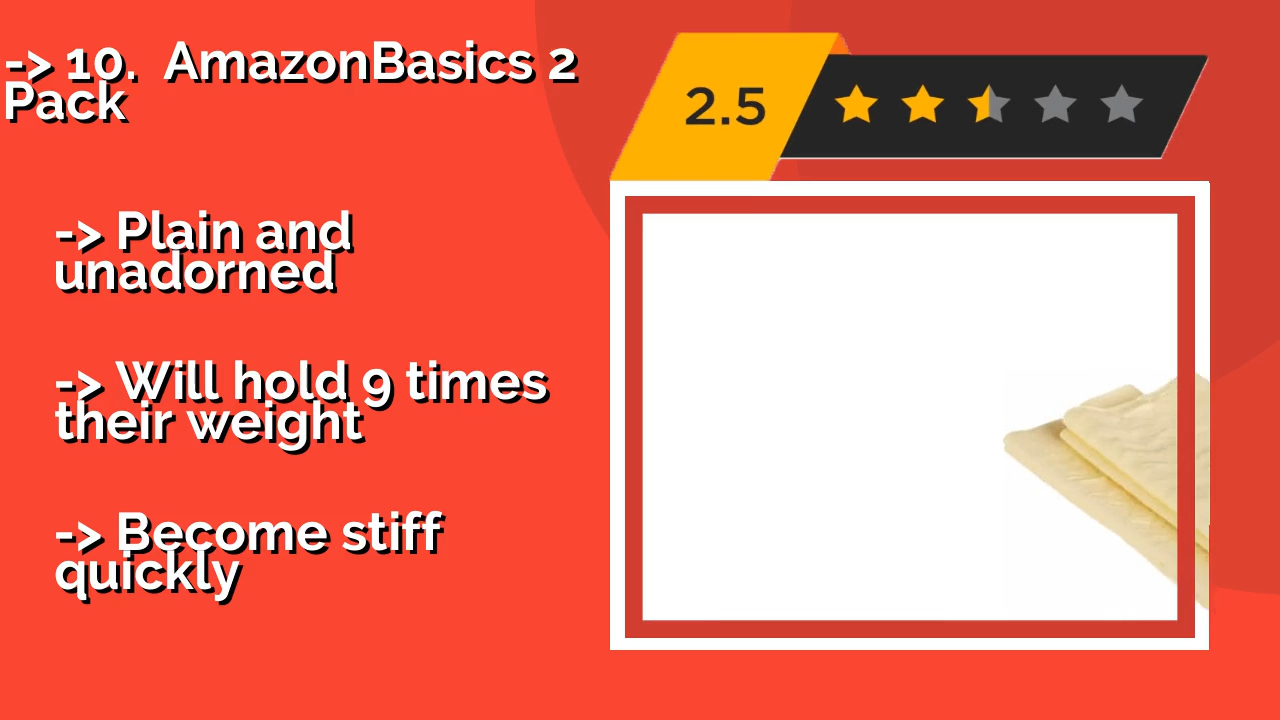 -> 10.  AmazonBasics 2
Pack
2.5
-> Plain and
unadorned
-> Will hold 9 times
their weight
-> Become stiff
quickly